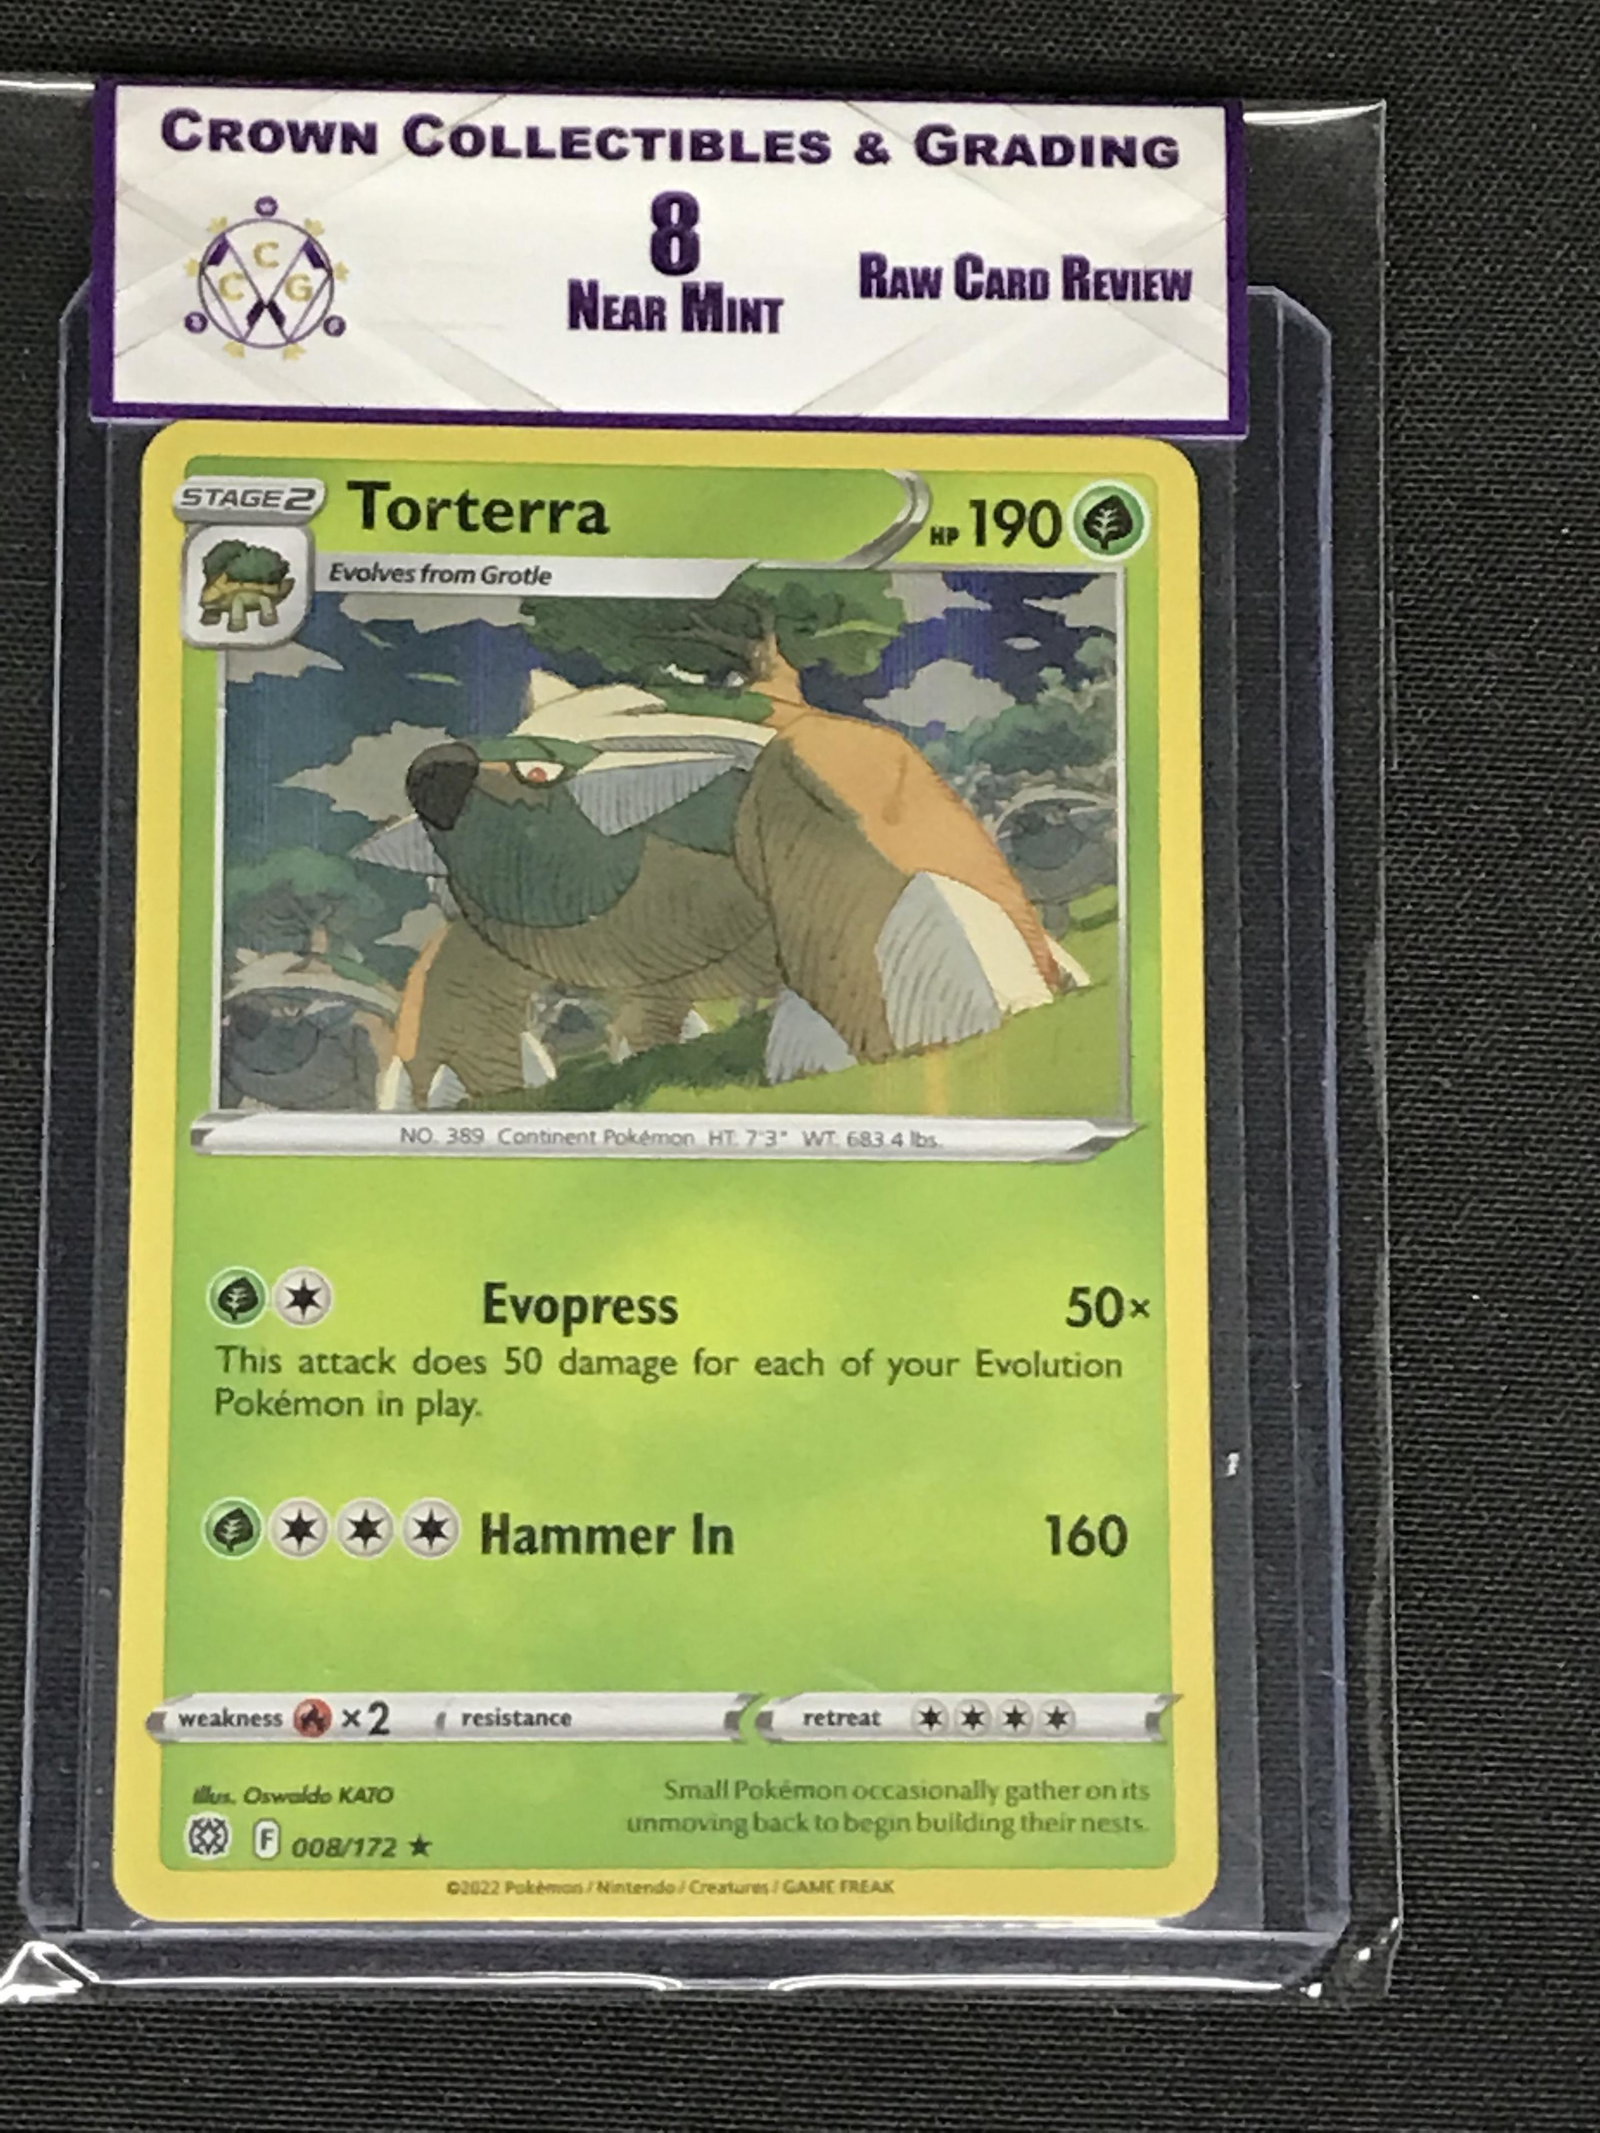 CROWN COLLECTIBLES & GRADING
C
C G
8
NEAR MINT
RAW CARD REVIEW
STAGE 2
Torterra
HP 190
Evolves from Grotle
NO. 389 Continent Pokémon HT. 7'3" WT. 683.4 lbs.
Evopress 50×
This attack does 50 damage for each of your Evolution
Pokémon in play.
Hammer In 160
weakness ×2 resistance retreat
Illus. Oswaldo KATO
Small Pokémon occasionally gather on its
unmoving back to begin building their nests.
F 008/172 ★
©2022 Pokémon / Nintendo / Creatures / GAME FREAK